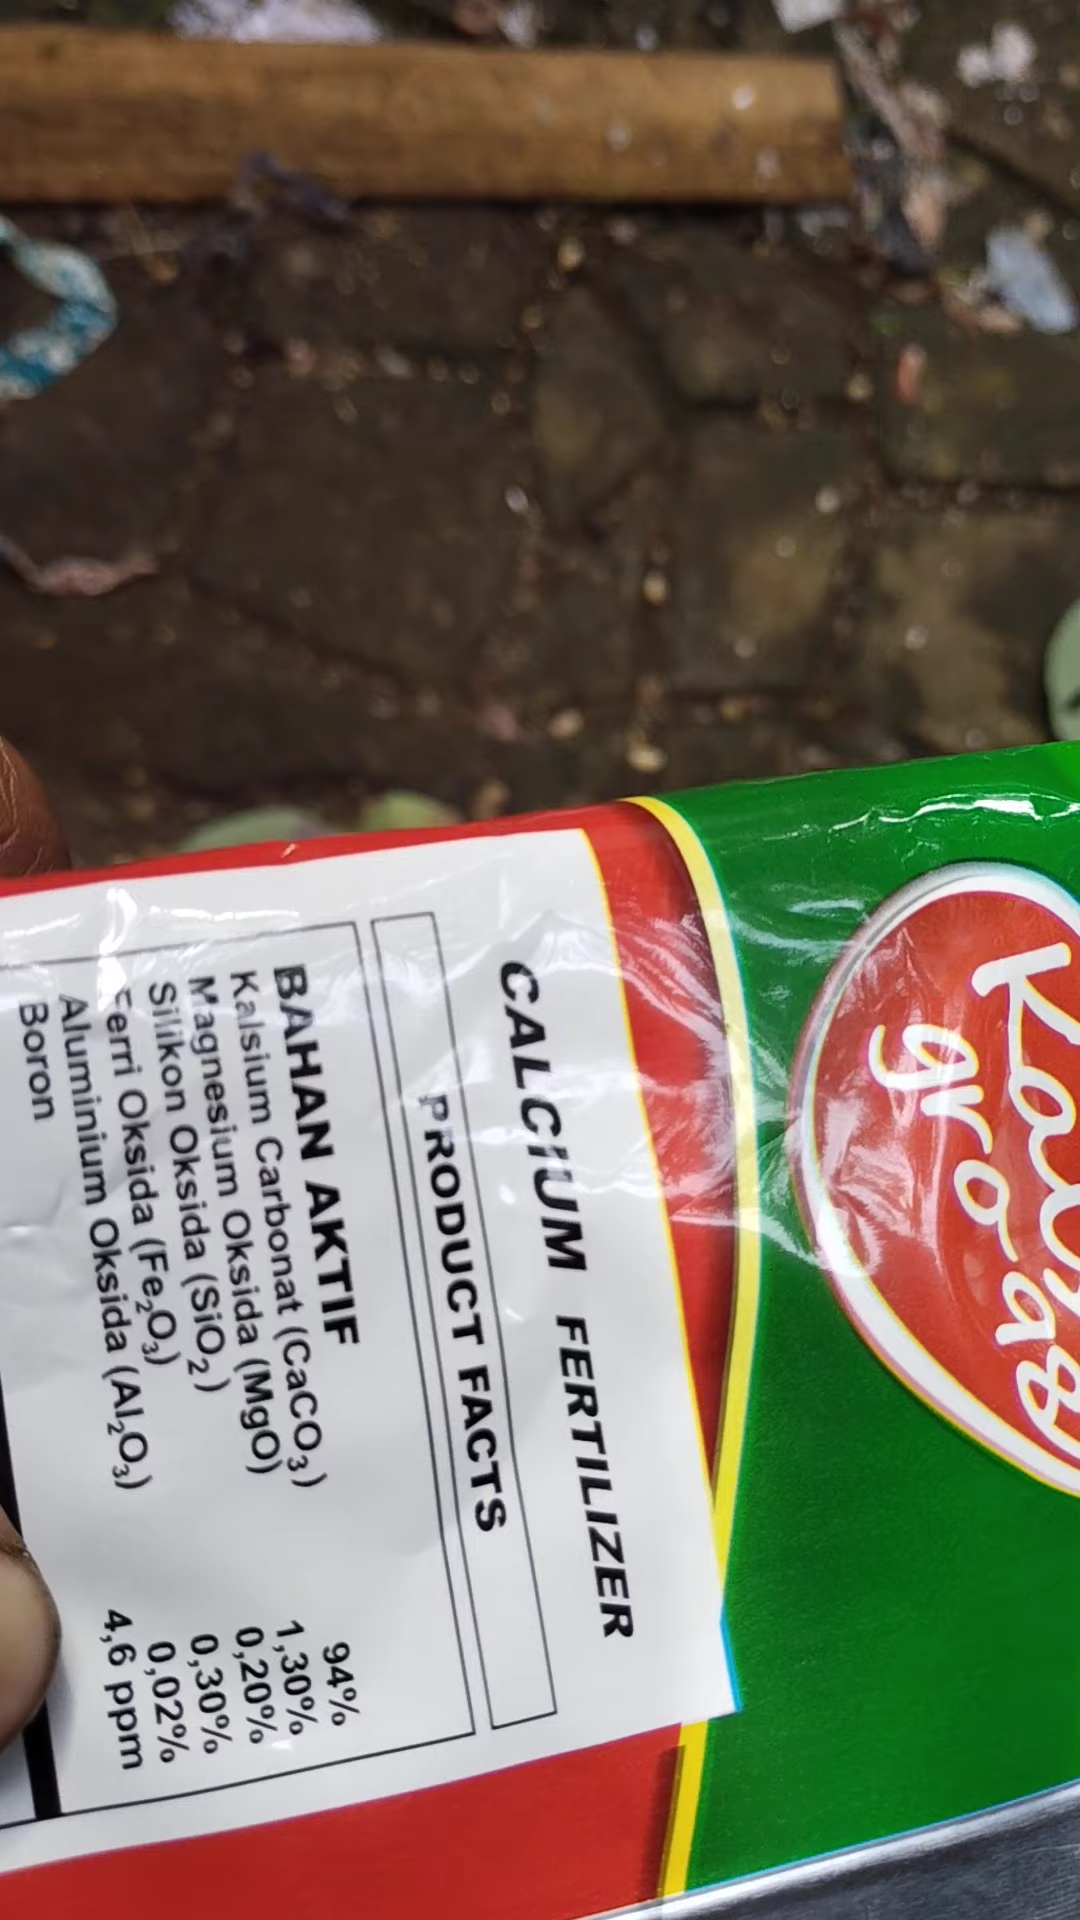 gro
CALCIUM FERTILIZER
PRODUCT FACTS
BAHAN AKTIF
Kalsium Carbonat (CaCO₃) 94%
Magnesium Oksida (MgO) 1,30%
Silikon Oksida (SiO₂) 0,20%
Ferri Oksida (Fe₂O₃) 0,30%
Aluminium Oksida (Al₂O₃) 0,02%
Boron 4,6 ppm